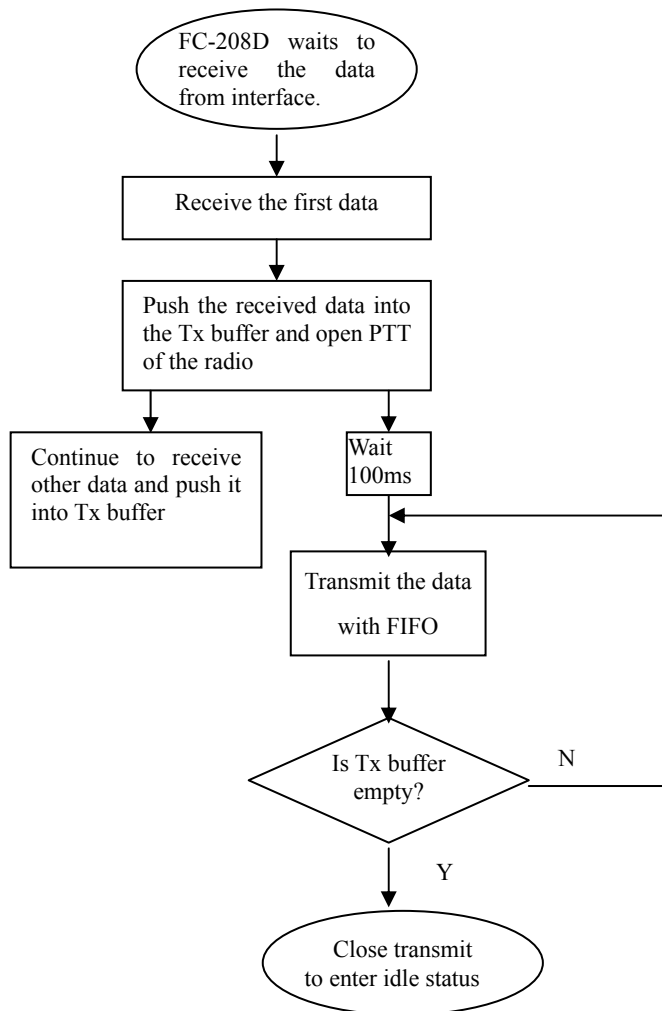 FC-208D waits to
receive the data
from interface.
Receive the first data
Push the received data into
the Tx buffer and open PTT
of the radio
Continue to receive
other data and push it
into Tx buffer
Wait
100ms
Transmit the data
with FIFO
Is Tx buffer
empty?
N
Y
Close transmit
to enter idle status